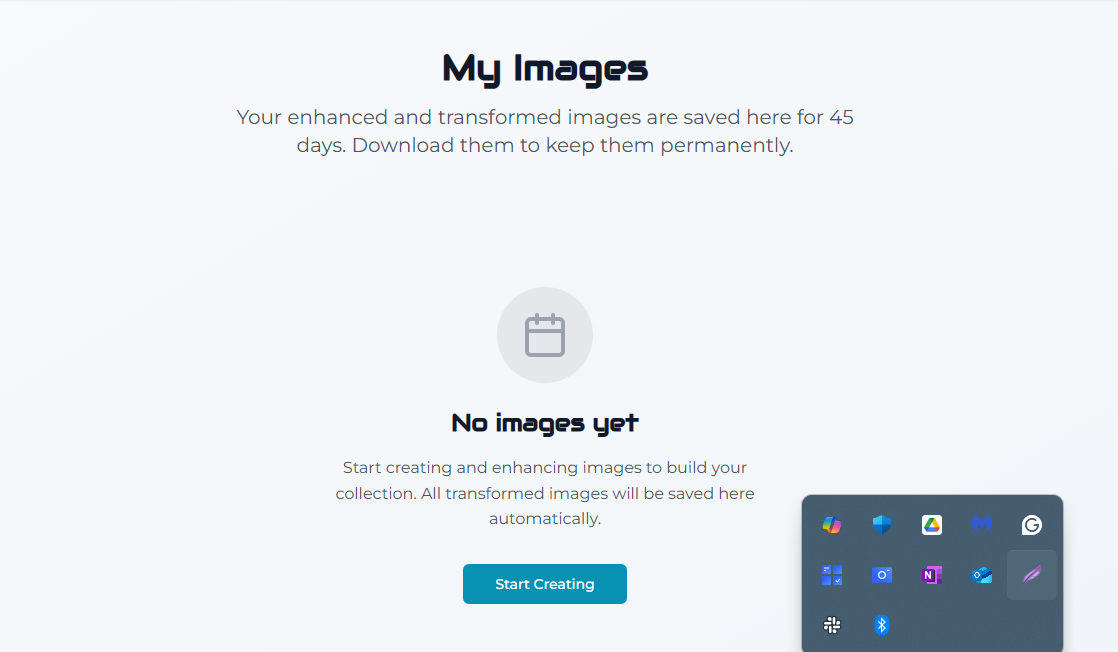 My Images
Your enhanced and transformed images are saved here for 45
days. Download them to keep them permanently.
No images yet
Start creating and enhancing images to build your
collection. All transformed images will be saved here
automatically.
Start Creating